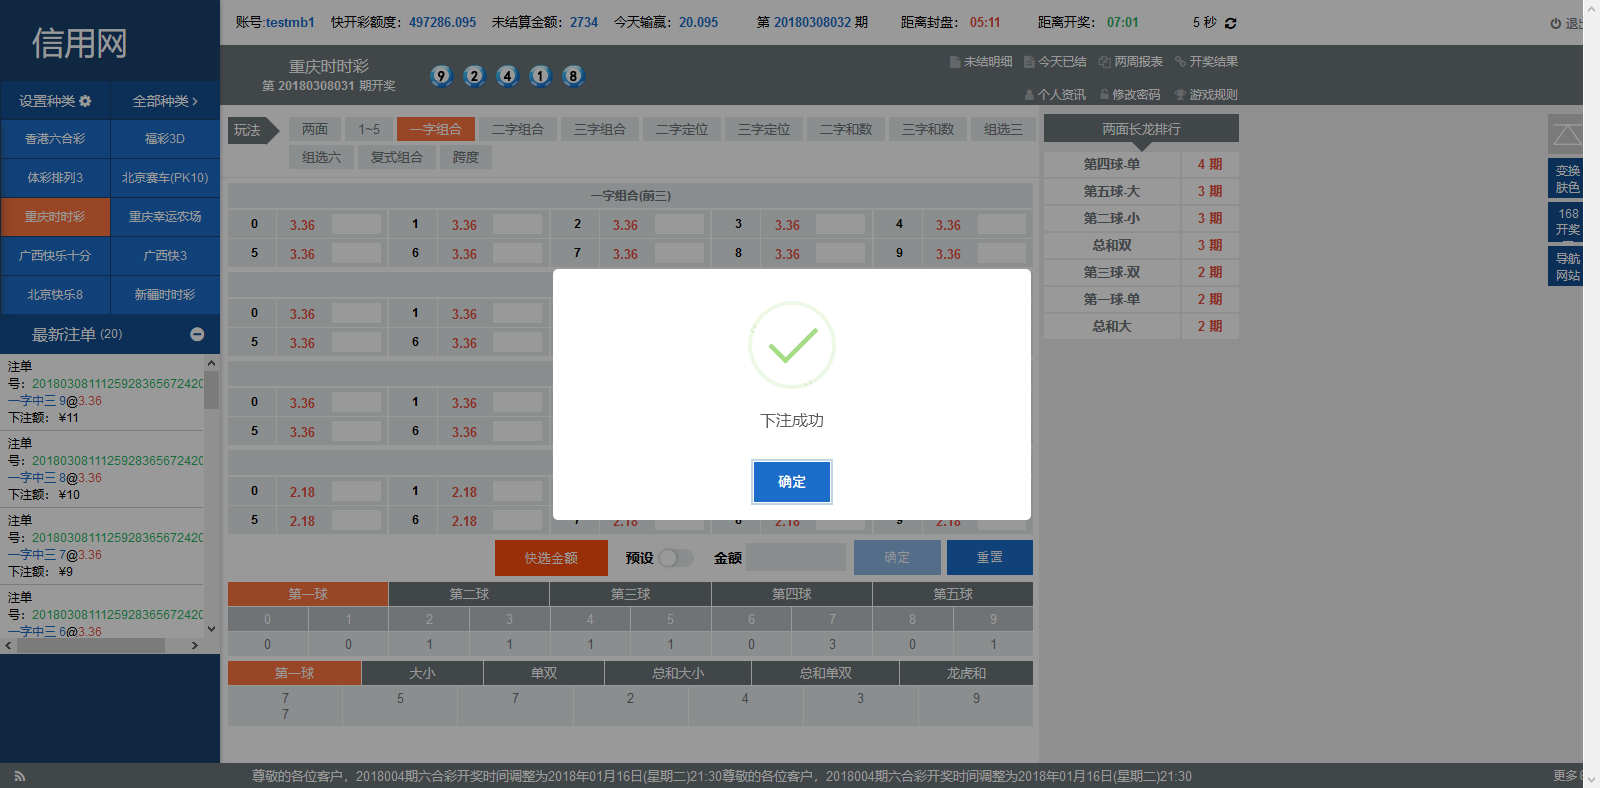 信用网
账号:testmb1 快开彩额度：497286.095 未结算金额：2734 今天输赢：20.095 第 20180308032 期 距离封盘： 05:11 距离开奖： 07:01 5 秒
重庆时时彩
第 20180308031 期开奖
9 2 4 1 8
未结明细 今天已结 两周报表 开奖结果
个人资讯 修改密码 游戏规则
设置种类 全部种类
香港六合彩 福彩3D
体彩排列3 北京赛车(PK10)
重庆时时彩 重庆幸运农场
广西快乐十分 广西快3
北京快乐8 新疆时时彩
最新注单 (20)
注单
号：2018030811125928365672420
一字中三 9@3.36
下注额：¥11
注单
号：2018030811125928365672420
一字中三 8@3.36
下注额：¥10
注单
号：2018030811125928365672420
一字中三 7@3.36
下注额：¥9
注单
号：2018030811125928365672420
一字中三 6@3.36
玩法 两面 1~5 一字组合 二字组合 三字组合 二字定位 三字定位 二字和数 三字和数 组选三
组选六 复式组合 跨度
一字组合(前三)
0 3.36 1 3.36 2 3.36 3 3.36 4 3.36
5 3.36 6 3.36 7 3.36 8 3.36 9 3.36
0 3.36 1 3.36
5 3.36 6 3.36
0 3.36 1 3.36
5 3.36 6 3.36
0 2.18 1 2.18
5 2.18 6 2.18 7 2.18 8 2.18 9 2.18
下注成功
确定
快选金额 预设 金额 确定 重置
第一球 第二球 第三球 第四球 第五球
0 1 2 3 4 5 6 7 8 9
0 0 1 1 1 1 0 3 0 1
第一球 大小 单双 总和大小 总和单双 龙虎和
7 5 7 2 4 3 9
7
两面长龙排行
第四球-单 4 期
第五球-大 3 期
第二球-小 3 期
总和双 3 期
第三球-双 2 期
第一球-单 2 期
总和大 2 期
变换
肤色
168
开奖
导航
网站
尊敬的各位客户，2018004期六合彩开奖时间调整为2018年01月16日(星期二)21:30尊敬的各位客户，2018004期六合彩开奖时间调整为2018年01月16日(星期二)21:30
更多